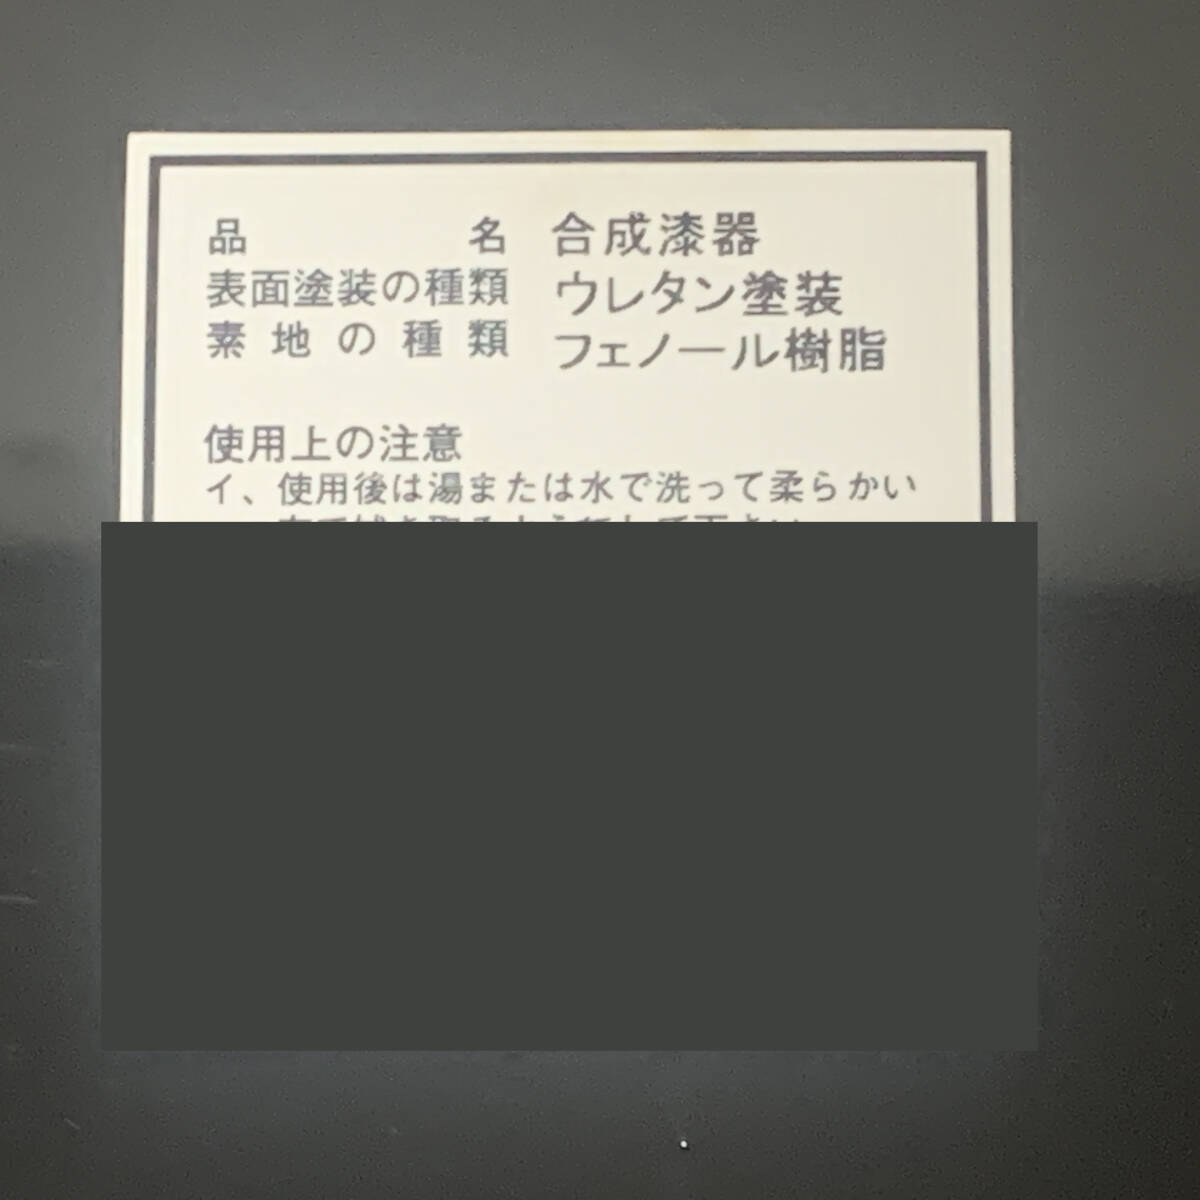 品名 合成漆器
表面塗装の種類 ウレタン塗装
素地の種類 フェノール樹脂
使用上の注意
イ、使用後は湯または水で洗って柔らかい